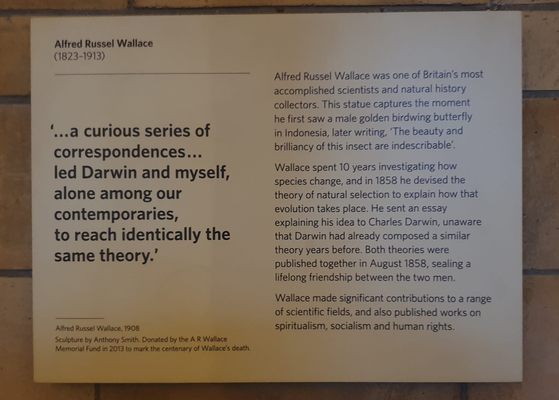 Alfred Russel Wallace
(1823–1913)
‘…a curious series of
correspondences…
led Darwin and myself,
alone among our
contemporaries,
to reach identically the
same theory.’
Alfred Russel Wallace, 1908
Sculpture by Anthony Smith. Donated by the A R Wallace
Memorial Fund in 2013 to mark the centenary of Wallace’s death.
Alfred Russel Wallace was one of Britain’s most
accomplished scientists and natural history
collectors. This statue captures the moment
he first saw a male golden birdwing butterfly
in Indonesia, later writing, ‘The beauty and
brilliancy of this insect are indescribable’.
Wallace spent 10 years investigating how
species change, and in 1858 he devised the
theory of natural selection to explain how that
evolution takes place. He sent an essay
explaining his idea to Charles Darwin, unaware
that Darwin had already composed a similar
theory years before. Both theories were
published together in August 1858, sealing a
lifelong friendship between the two men.
Wallace made significant contributions to a range
of scientific fields, and also published works on
spiritualism, socialism and human rights.